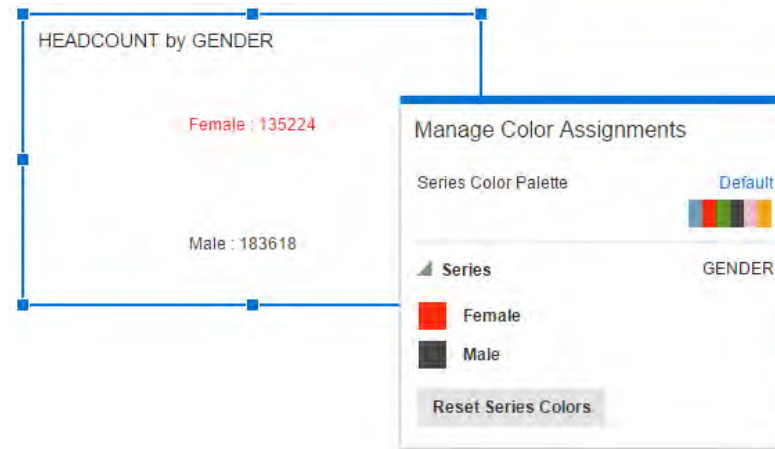 HEADCOUNT by GENDER
Female : 135224
Male : 183618
Manage Color Assignments
Series Color Palette
Default
Series
GENDER
Female
Male
Reset Series Colors